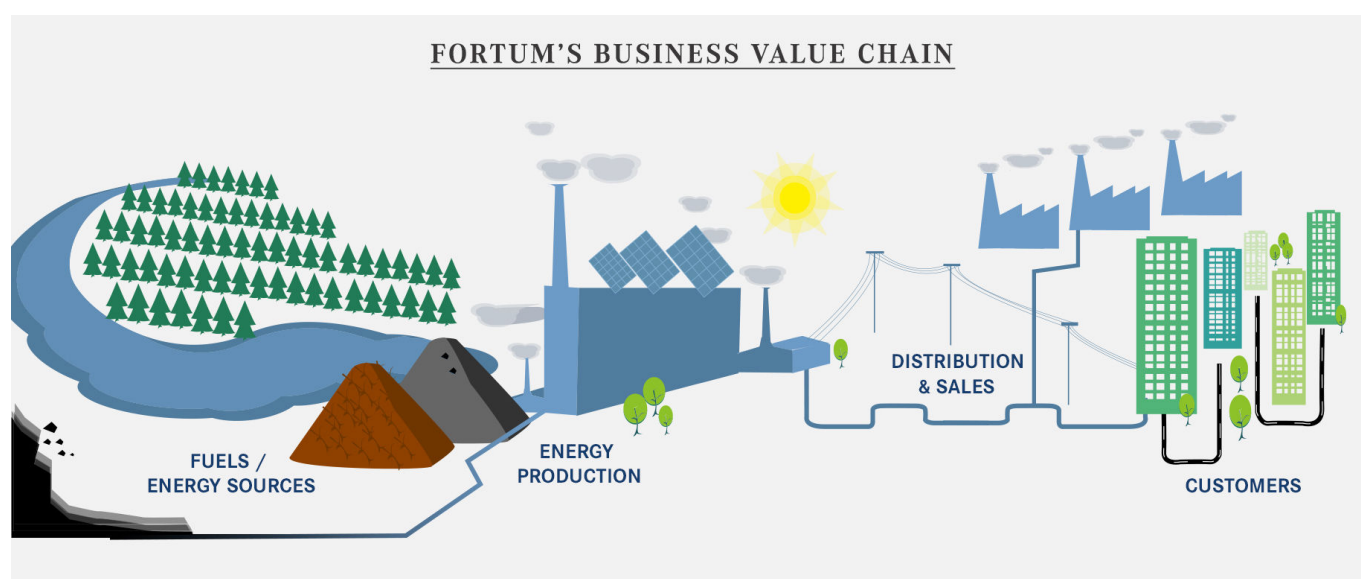 FORTUM'S BUSINESS VALUE CHAIN
DISTRIBUTION
& SALES
FUELS /
ENERGY SOURCES
ENERGY
PRODUCTION
CUSTOMERS